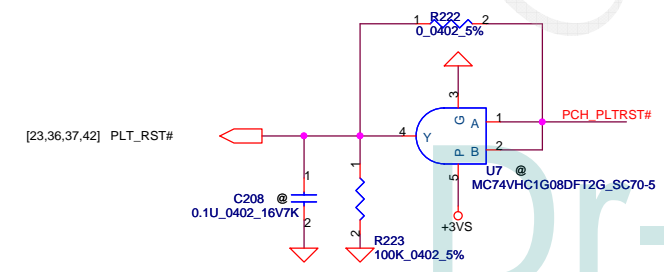 R222
1 2
0_0402_5%
3
G
[23,36,37,42] PLT_RST#
4 Y A 1 PCH_PLTRST#
P B 2
5
U7 @
MC74VHC1G08DFT2G_SC70-5
1 1
C208 @
0.1U_0402_16V7K
2 2
+3VS
R223
100K_0402_5%
Dr-